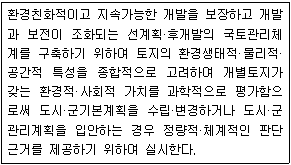 환경친화적이고 지속가능한 개발을 보장하고 개발
과 보전이 조화되는 선계획·후개발의 국토관리체
계를 구축하기 위하여 토지의 환경생태적·물리적·
공간적 특성을 종합적으로 고려하여 개별토지가
갖는 환경적·사회적 가치를 과학적으로 평가함으
로써 도시·군기본계획을 수립·변경하거나 도시·군
관리계획을 입안하는 경우 정량적·체계적인 판단
근거를 제공하기 위하여 실시한다.